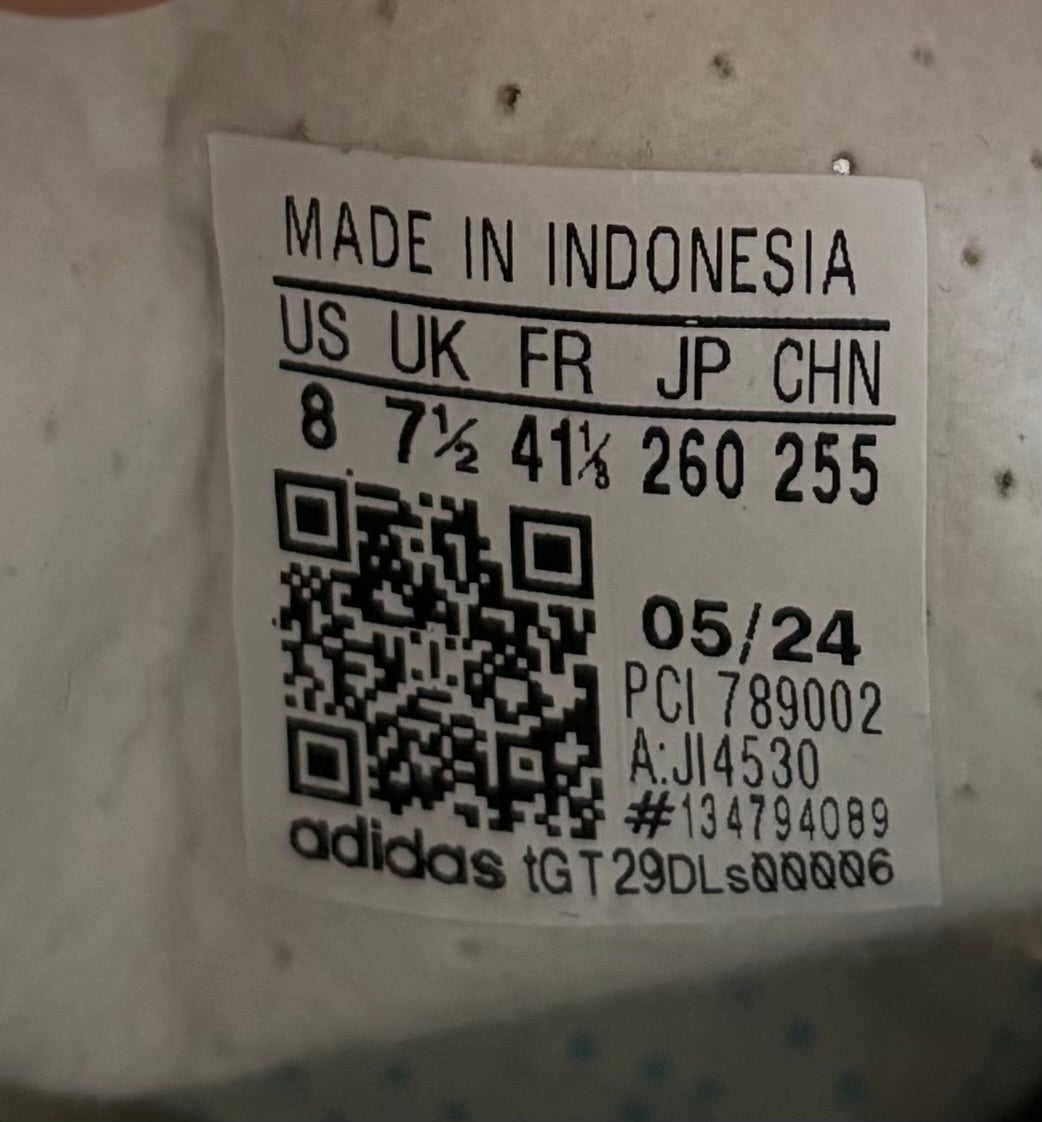 MADE IN INDONESIA
US UK FR JP CHN
8 7½ 41⅓ 260 255
05/24
PCI 789002
A:JI4530
#134794089
adidas tGT29DLs00006